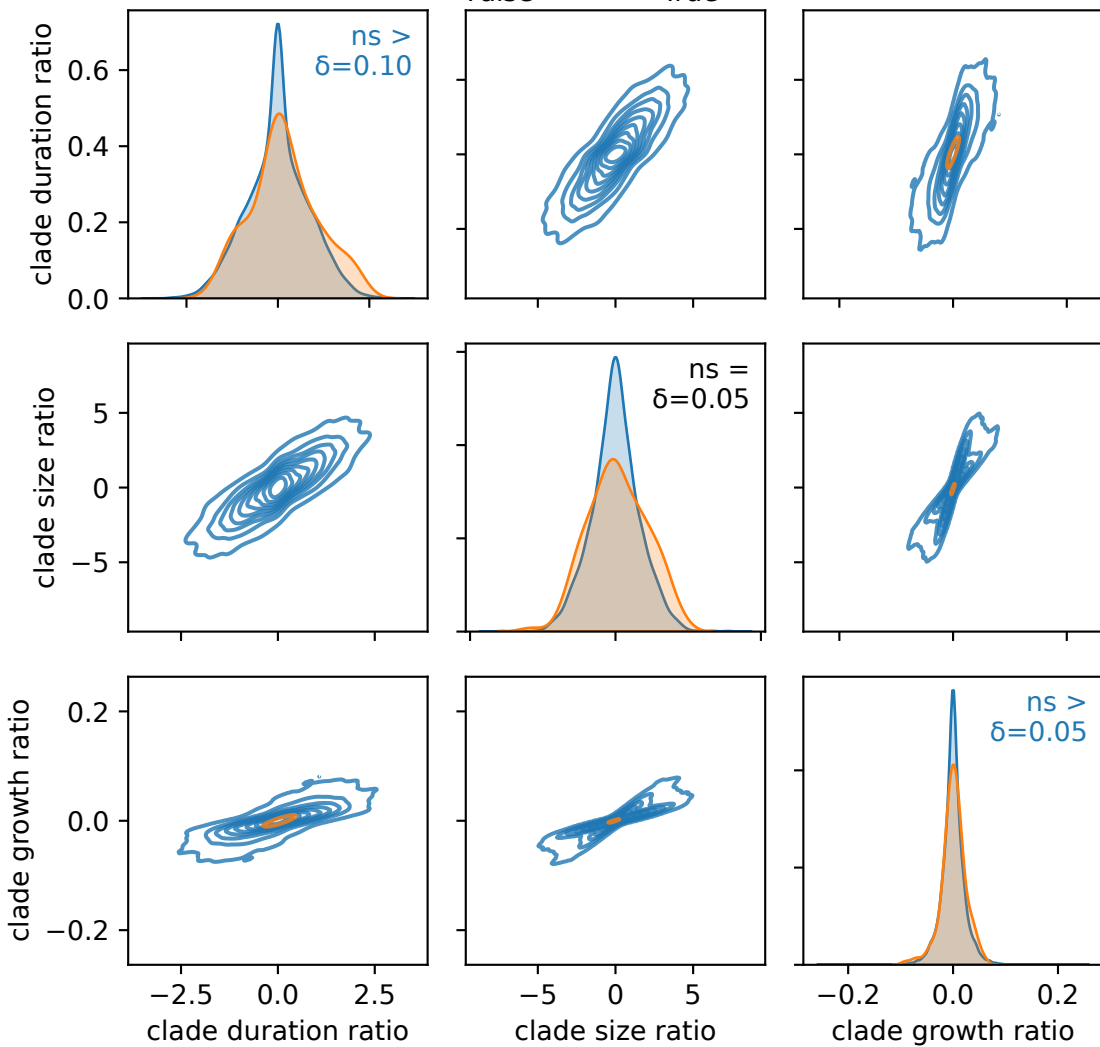 clade duration ratio
0.6
0.4
0.2
0.0
ns >
δ=0.10
clade size ratio
5
0
−5
ns =
δ=0.05
clade growth ratio
0.2
0.0
−0.2
ns >
δ=0.05
−2.5 0.0 2.5
−5 0 5
−0.2 0.0 0.2
clade duration ratio
clade size ratio
clade growth ratio